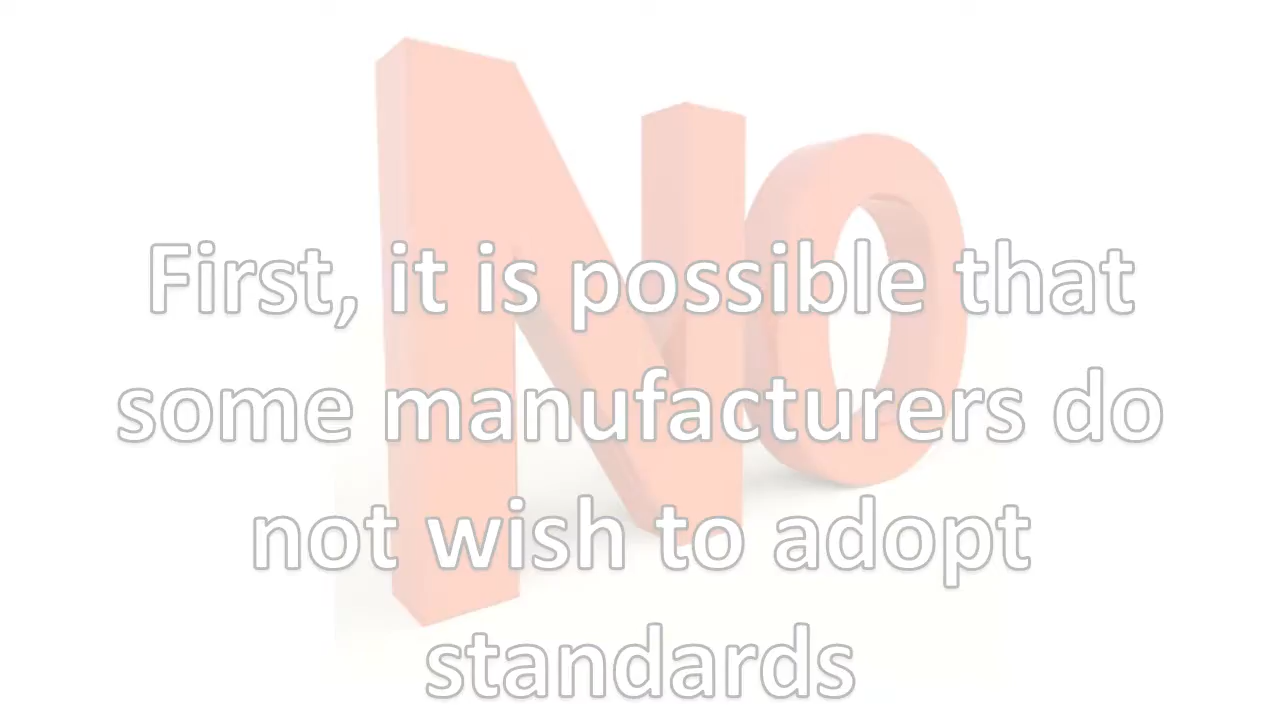 No
First, it is possible that
some manufacturers do
not wish to adopt
standards